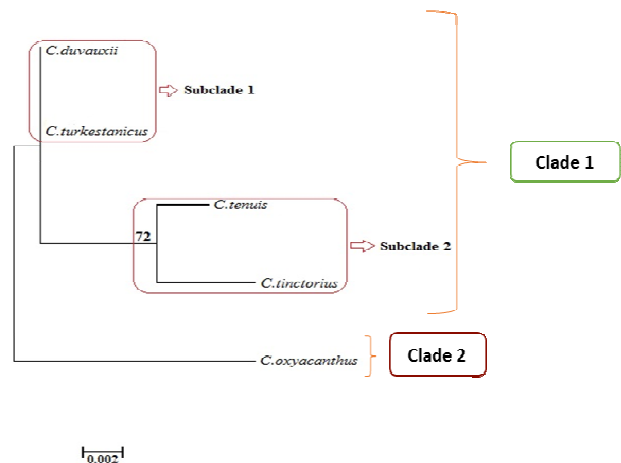 C.duvauxii
Subclade 1
C.turkestanicus
Clade 1
C.tenuis
72
Subclade 2
C.tinctorius
Clade 2
C.oxyacanthus
0.002